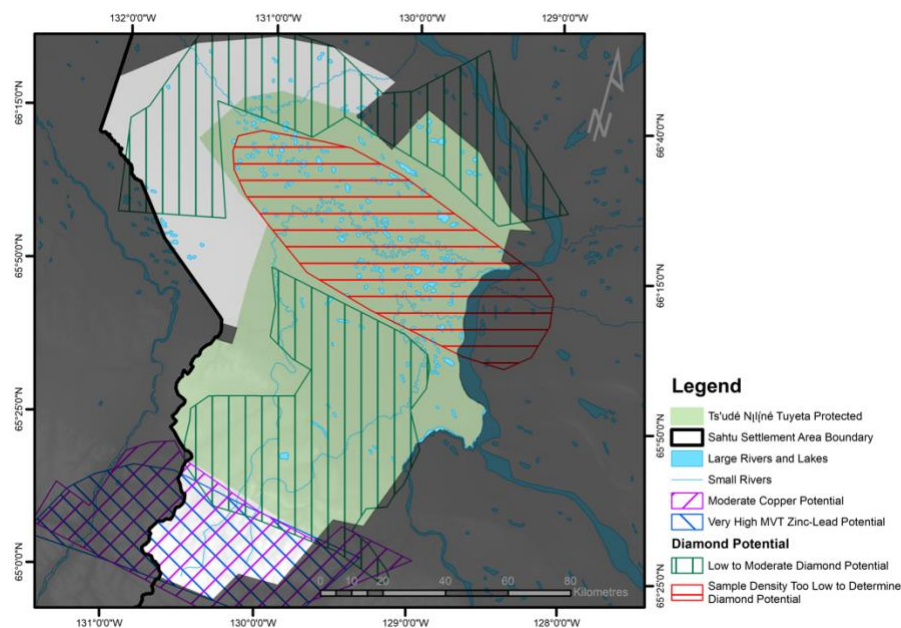 132°0'0"W 131°0'0"W 130°0'0"W 129°0'0"W
66°15'0"N
65°50'0"N
65°25'0"N
65°0'0"N
66°40'0"N
66°15'0"N
65°50'0"N
65°25'0"N
N
Legend
Ts'udé Nı̨lı̨́né Tuyeta Protected
Sahtu Settlement Area Boundary
Large Rivers and Lakes
Small Rivers
Moderate Copper Potential
Very High MVT Zinc-Lead Potential
Diamond Potential
Low to Moderate Diamond Potential
Sample Density Too Low to Determine
Diamond Potential
0 10 20 40 60 80
Kilometres
131°0'0"W 130°0'0"W 129°0'0"W 128°0'0"W